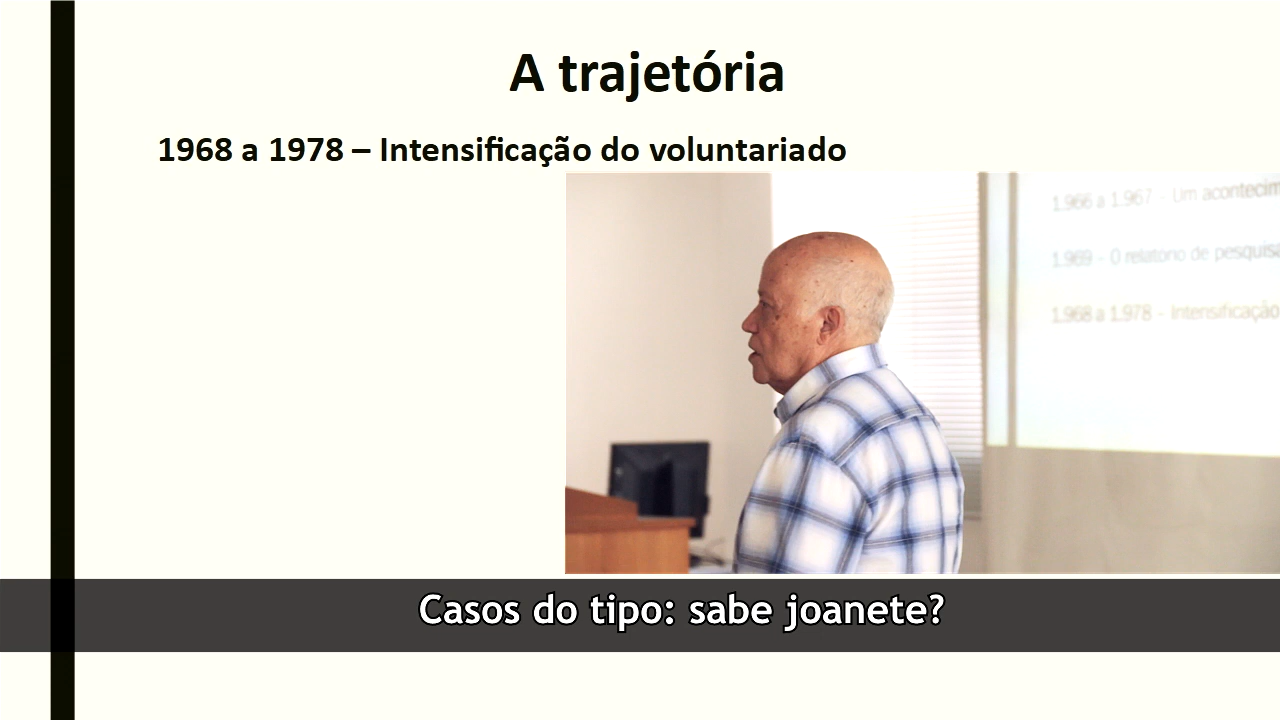 A trajetória
1968 a 1978 – Intensificação do voluntariado
1.966 a 1.967 - Um acontecim
1.969 - O relatório de pesquisa
1.968 a 1.978 - Intensificação
Casos do tipo: sabe joanete?